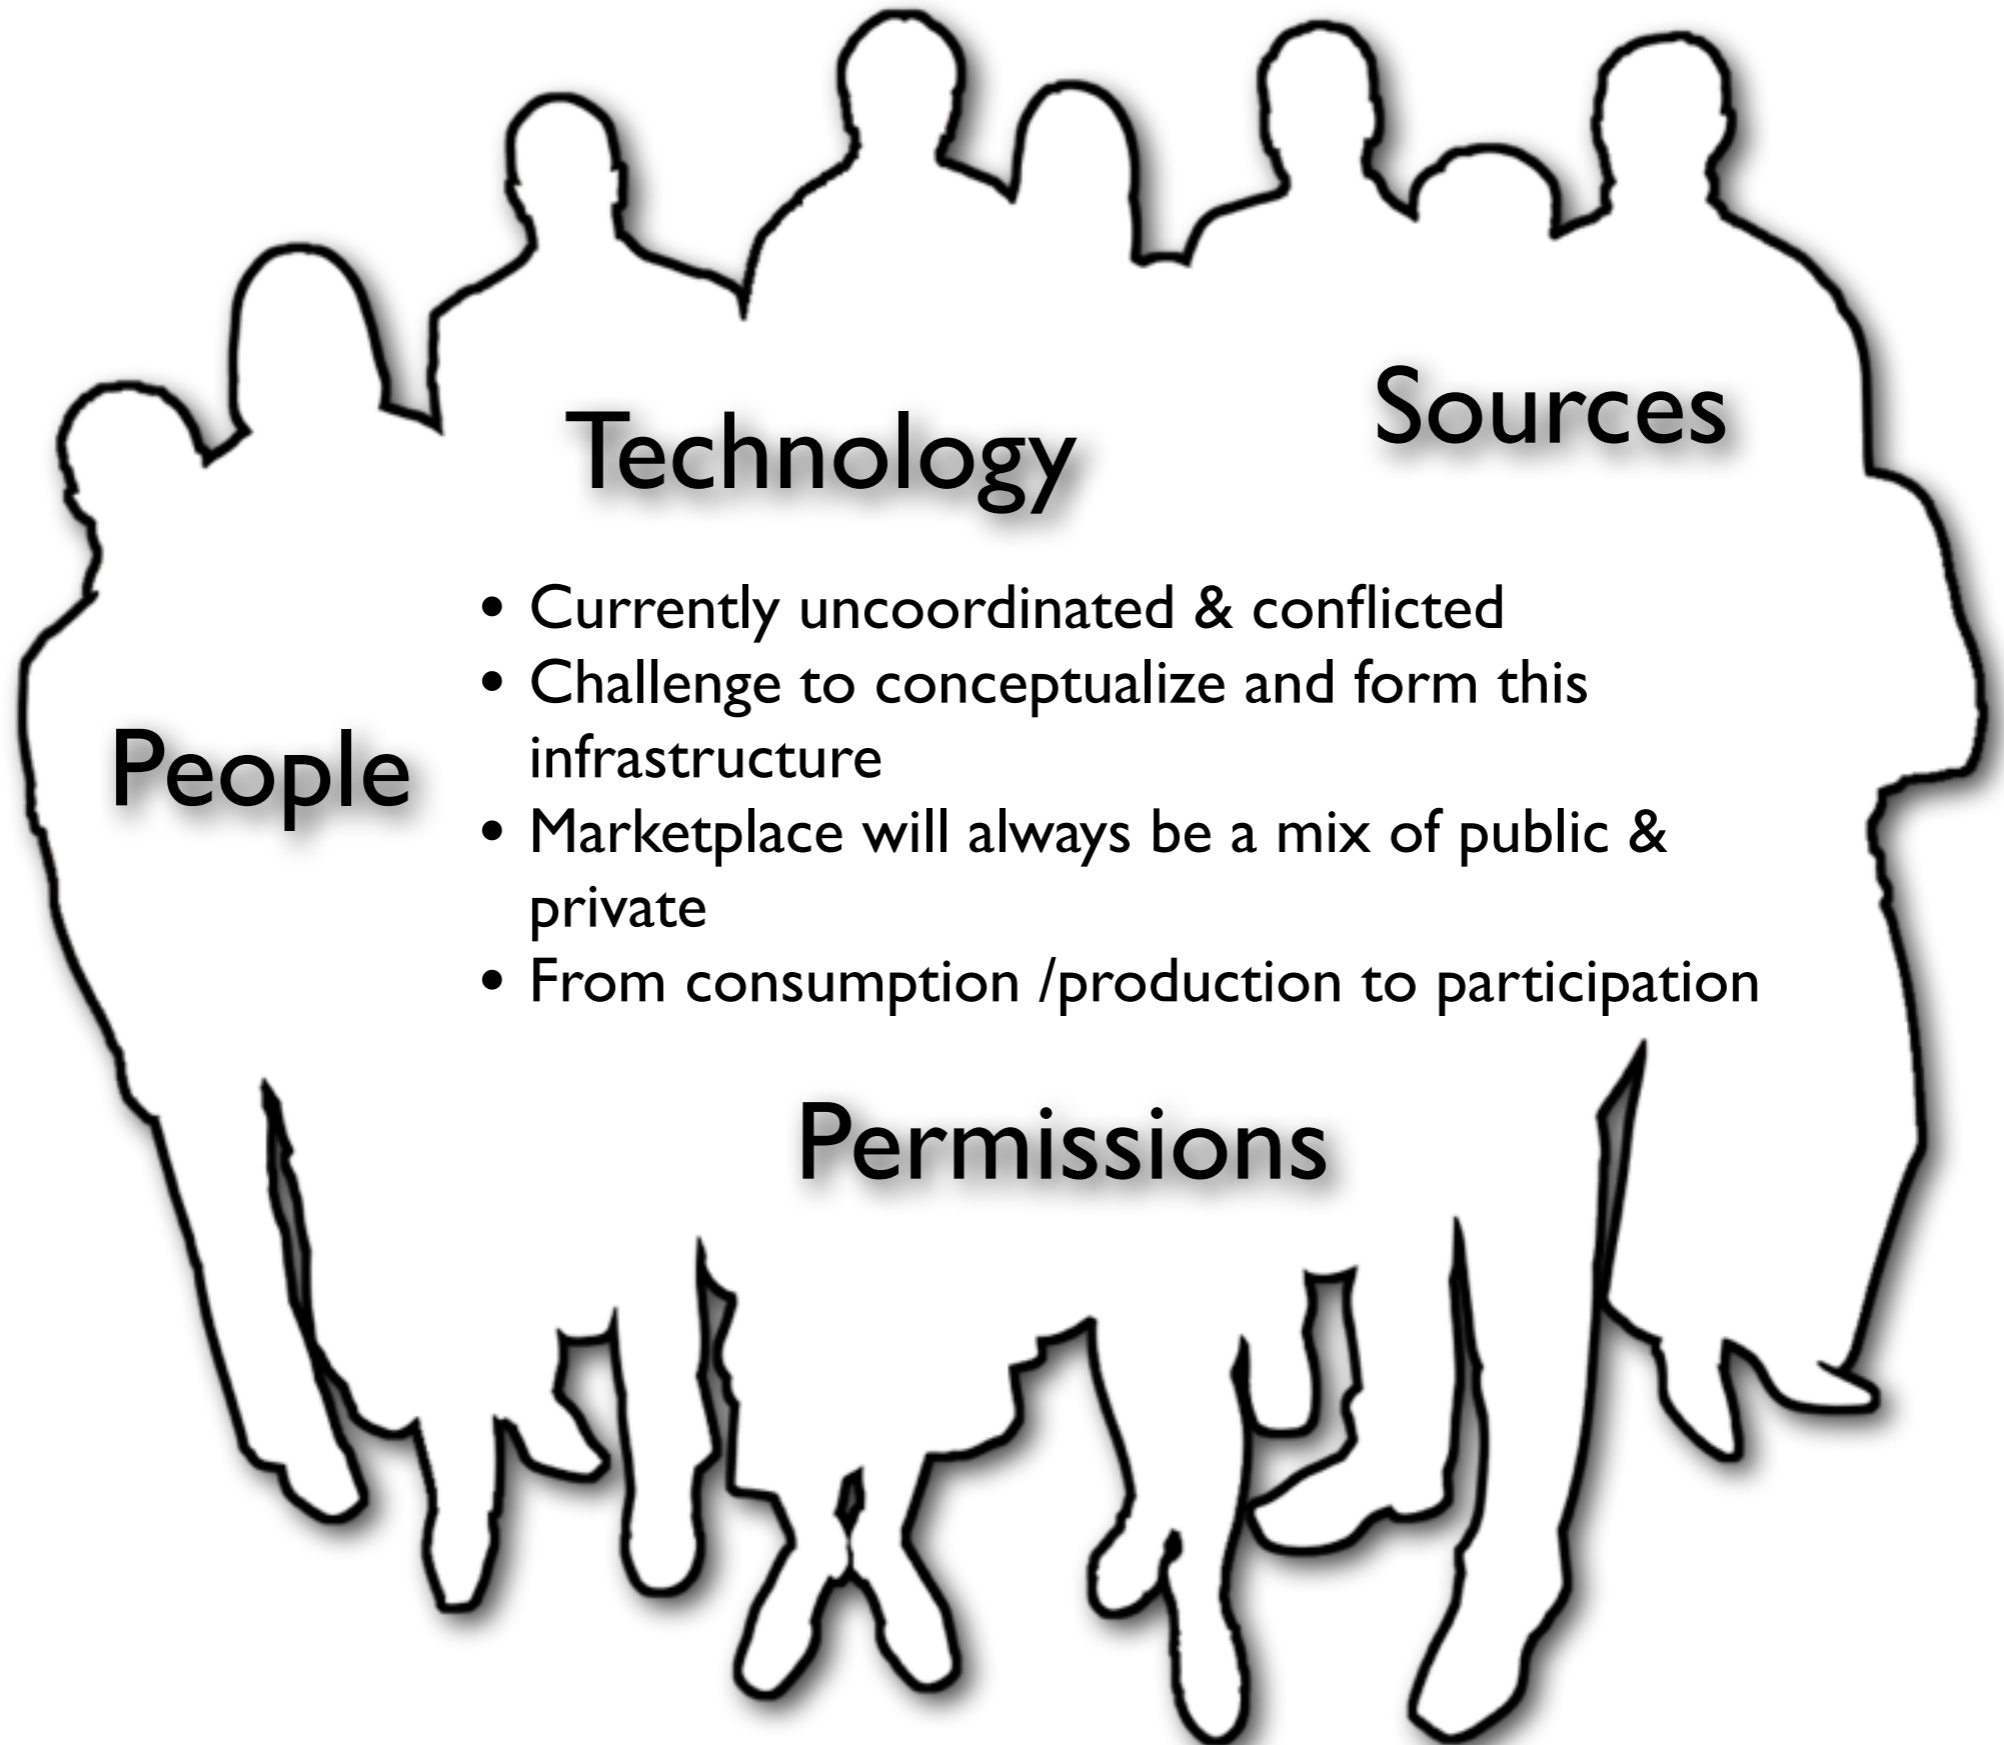 Sources
Technology
• Currently uncoordinated & conflicted
• Challenge to conceptualize and form this
infrastructure
People
• Marketplace will always be a mix of public &
private
• From consumption /production to participation
Permissions